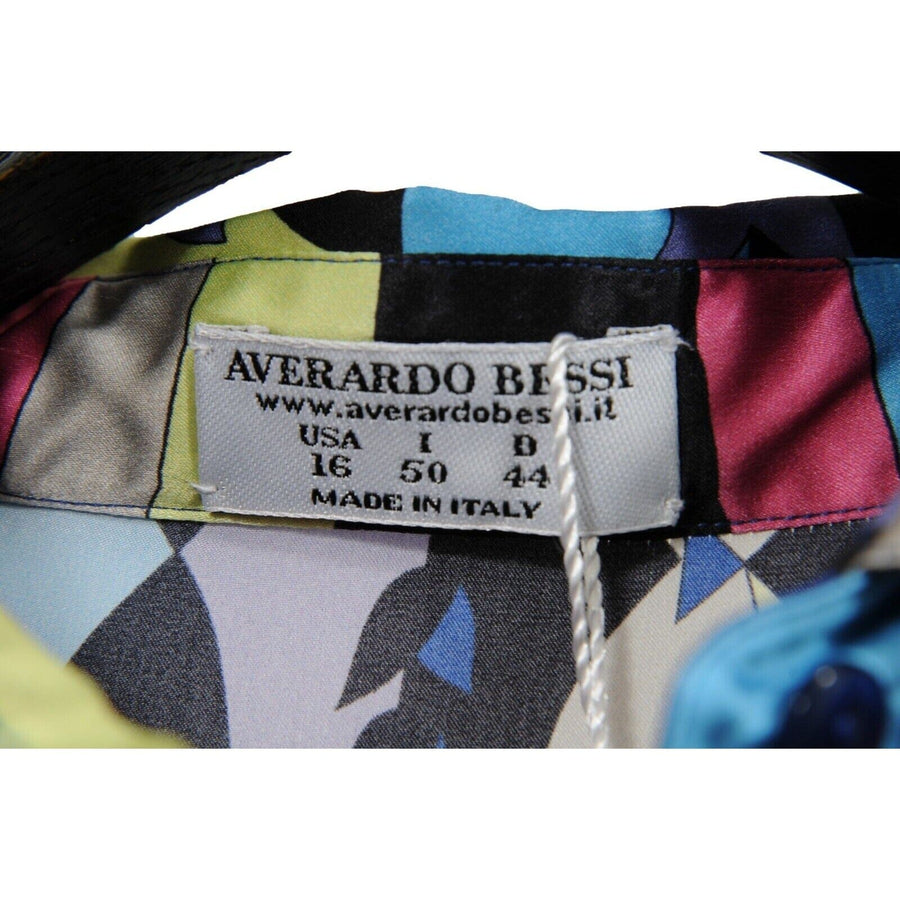 AVERARDO BESSI
www.averardobessi.it
USA I D
16 50 44
MADE IN ITALY